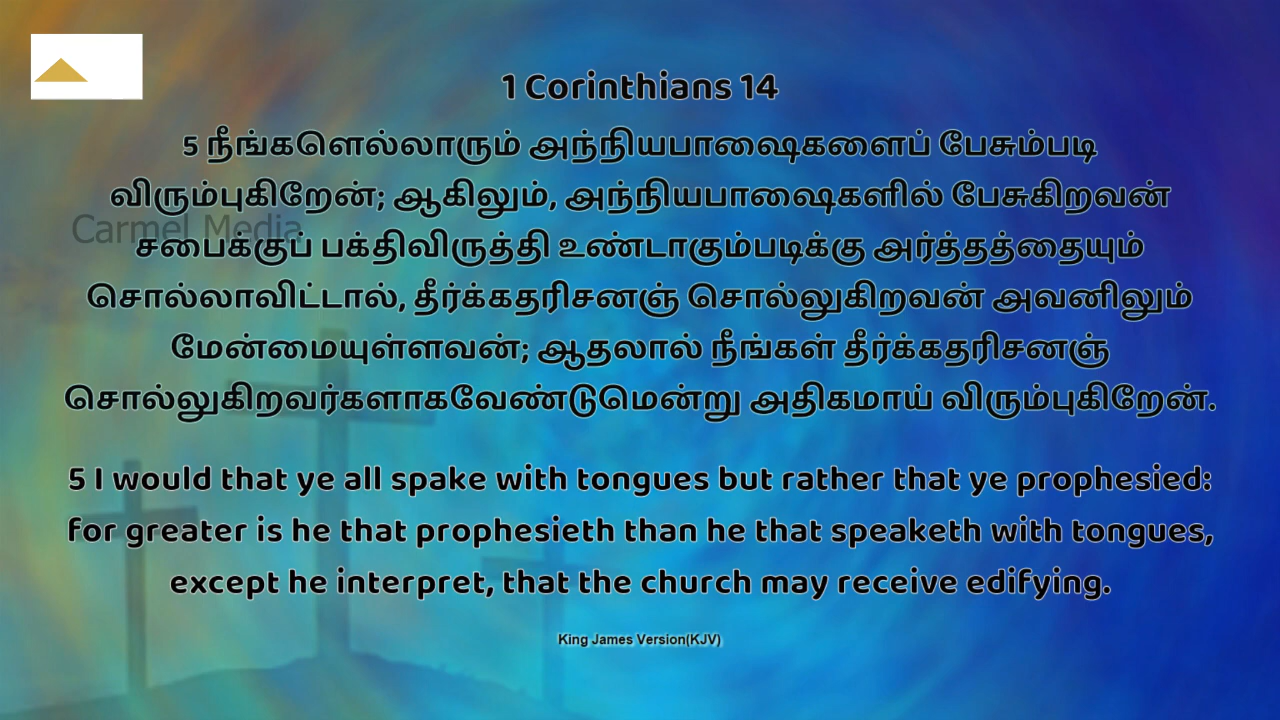 1 Corinthians 14
5 நீங்களெல்லாரும் அந்நியபாஷைகளைப் பேசும்படி
விரும்புகிறேன்; ஆகிலும், அந்நியபாஷைகளில் பேசுகிறவன்
Carmel Media
சபைக்குப் பக்திவிருத்தி உண்டாகும்படிக்கு அர்த்தத்தையும்
சொல்லாவிட்டால், தீர்க்கதரிசனஞ் சொல்லுகிறவன் அவனிலும்
மேன்மையுள்ளவன்; ஆதலால் நீங்கள் தீர்க்கதரிசனஞ்
சொல்லுகிறவர்களாகவேண்டுமென்று அதிகமாய் விரும்புகிறேன்.
5 I would that ye all spake with tongues but rather that ye prophesied:
for greater is he that prophesieth than he that speaketh with tongues,
except he interpret, that the church may receive edifying.
King James Version(KJV)